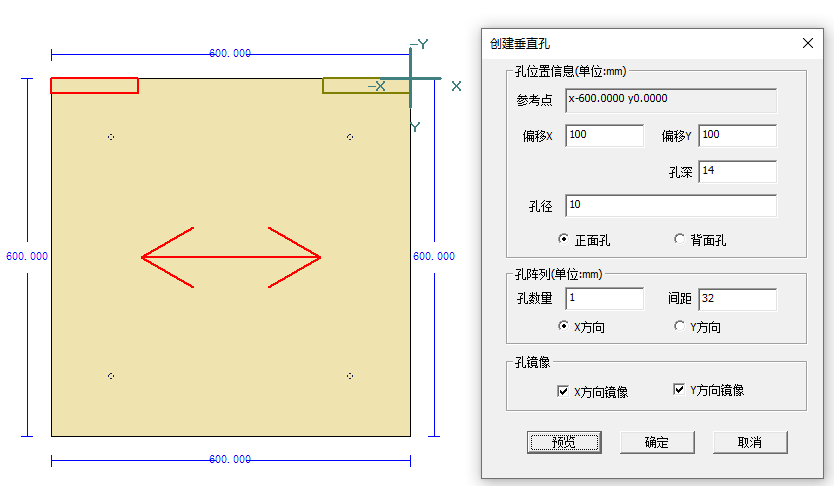 600.000
-Y
-X
X
Y
600.000
600.000
600.000
创建垂直孔
孔位置信息(单位:mm)
参考点 x-600.0000 y0.0000
偏移X 100 偏移Y 100
孔深 14
孔径 10
正面孔 背面孔
孔阵列(单位:mm)
孔数量 1 间距 32
X方向 Y方向
孔镜像
X方向镜像 Y方向镜像
预览 确定 取消